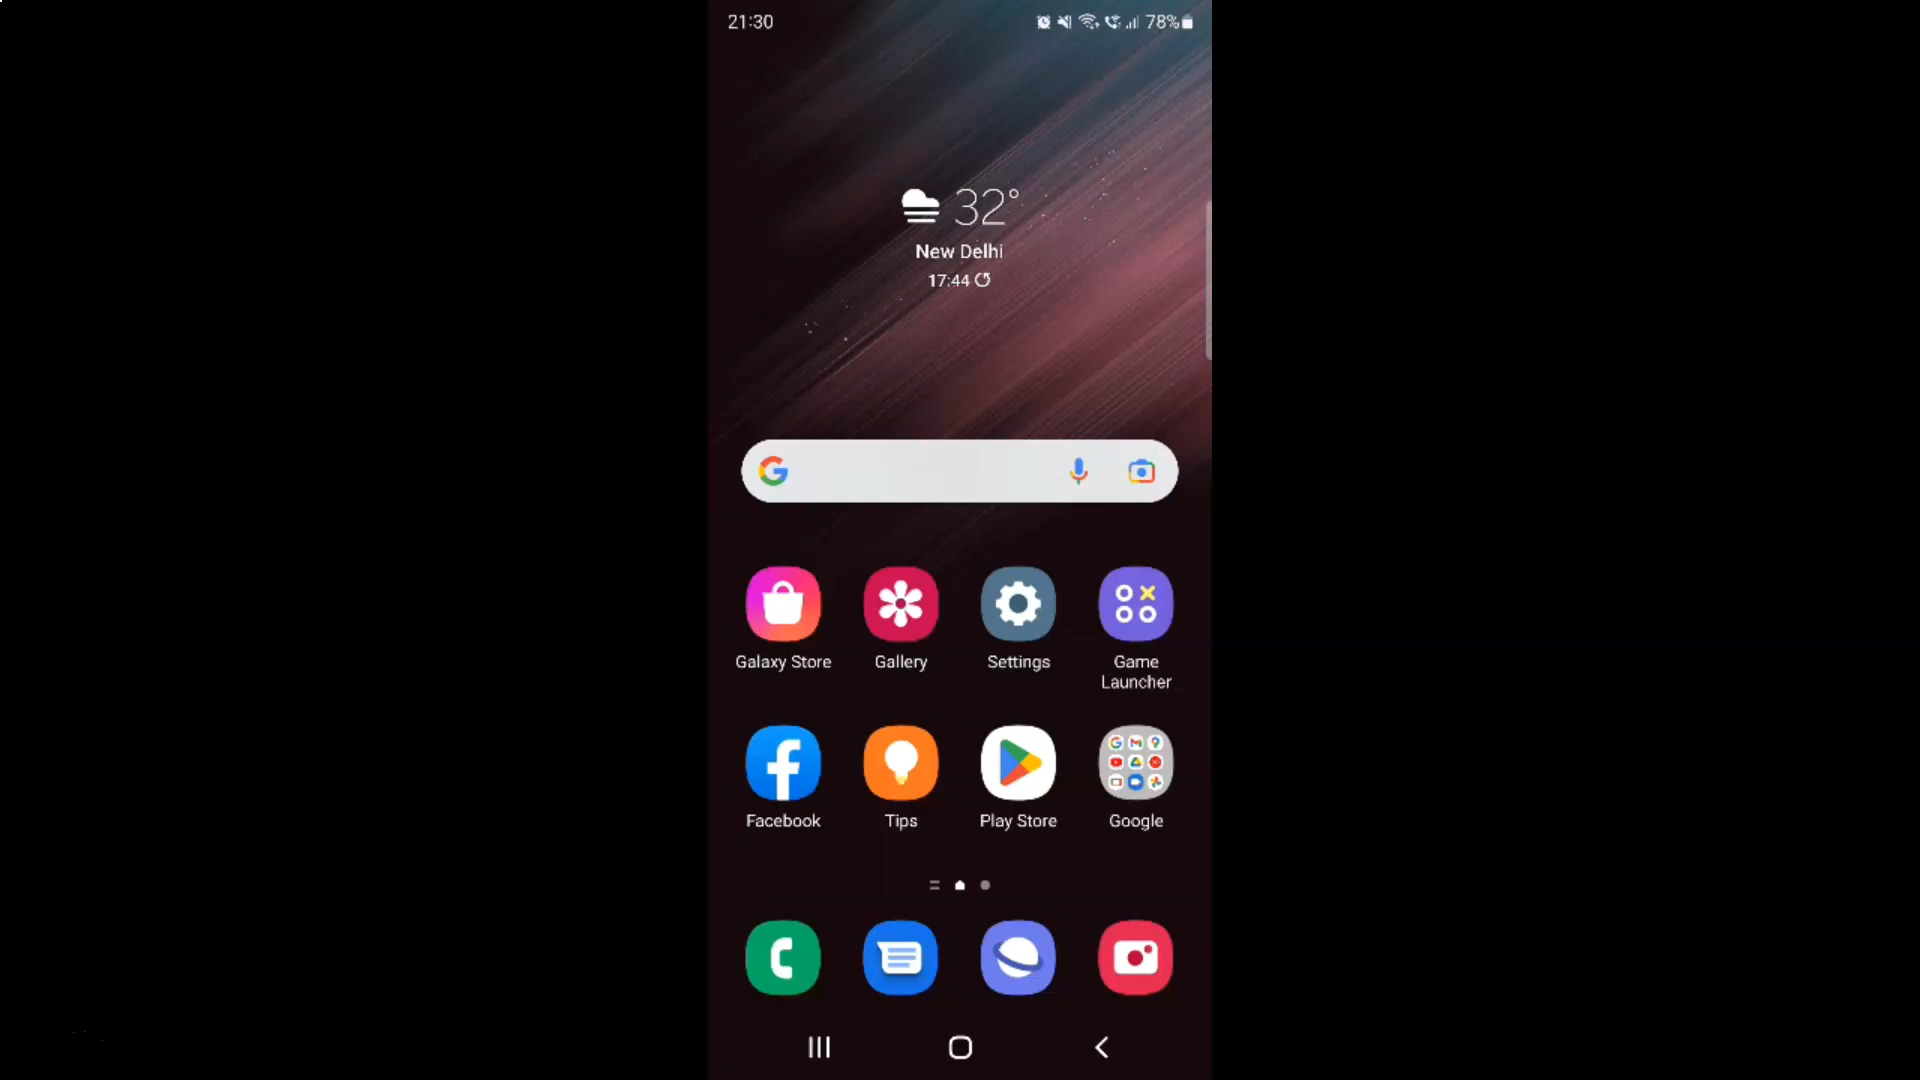 21:30
78%
32°
New Delhi
17:44
Galaxy Store
Gallery
Settings
Game
Launcher
Facebook
Tips
Play Store
Google